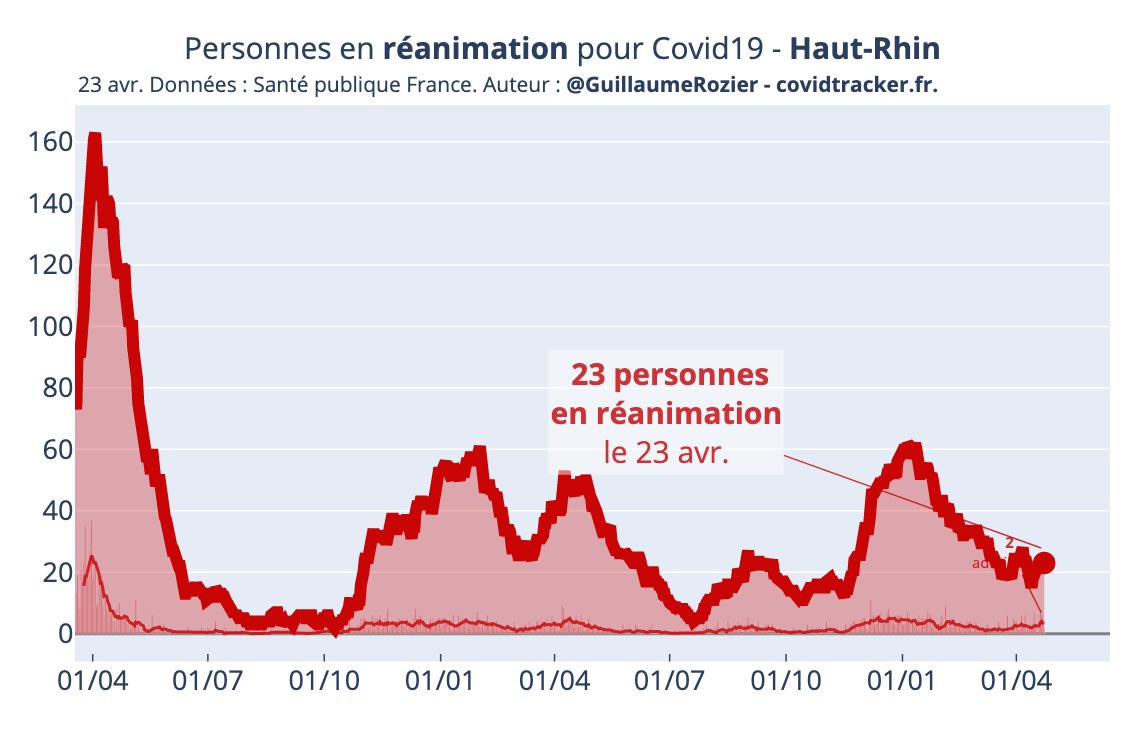 Personnes en réanimation pour Covid19 - Haut-Rhin
23 avr. Données : Santé publique France. Auteur : @GuillaumeRozier - covidtracker.fr.
160
140
120
100
80
60
40
20
0
23 personnes
en réanimation
le 23 avr.
2
01/04 01/07 01/10 01/01 01/04 01/07 01/10 01/01 01/04